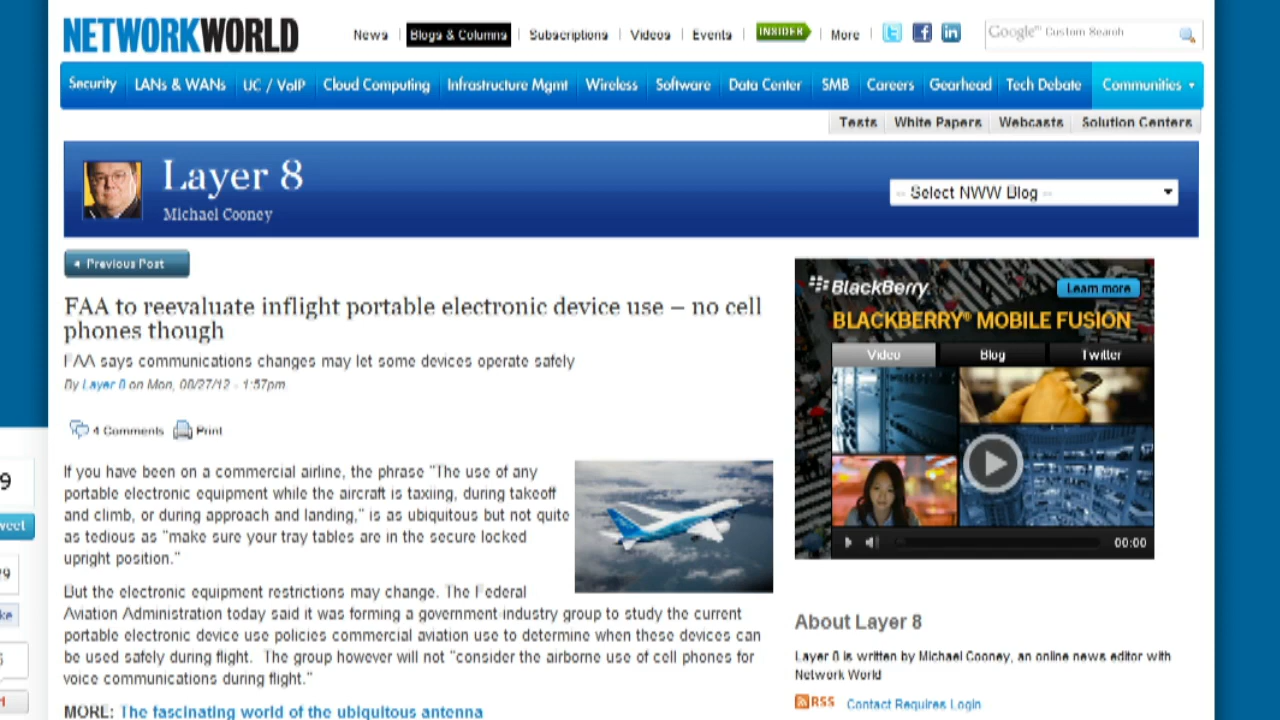 NETWORKWORLD
News
Blogs & Columns
Subscriptions
Videos
Events
INSIDER
More
Google Custom Search
Security
LANs & WANs
UC / VoIP
Cloud Computing
Infrastructure Mgmt
Wireless
Software
Data Center
SMB
Careers
Gearhead
Tech Debate
Communities
Tests
White Papers
Webcasts
Solution Centers
Layer 8
Michael Cooney
-- Select NWW Blog --
Previous Post
FAA to reevaluate inflight portable electronic device use – no cell
phones though
FAA says communications changes may let some devices operate safely
By Layer 8 on Mon, 08/27/12 - 1:57pm
4 Comments
Print
If you have been on a commercial airline, the phrase "The use of any
portable electronic equipment while the aircraft is taxiing, during takeoff
and climb, or during approach and landing," is as ubiquitous but not quite
as tedious as "make sure your tray tables are in the secure locked
upright position."
But the electronic equipment restrictions may change. The Federal
Aviation Administration today said it was forming a government-industry group to study the current
portable electronic device use policies commercial aviation use to determine when these devices can
be used safely during flight. The group however will not "consider the airborne use of cell phones for
voice communications during flight."
MORE: The fascinating world of the ubiquitous antenna
BlackBerry.
Learn more
BLACKBERRY® MOBILE FUSION
Video
Blog
Twitter
00:00
About Layer 8
Layer 8 is written by Michael Cooney, an online news editor with
Network World
RSS
Contact Requires Login